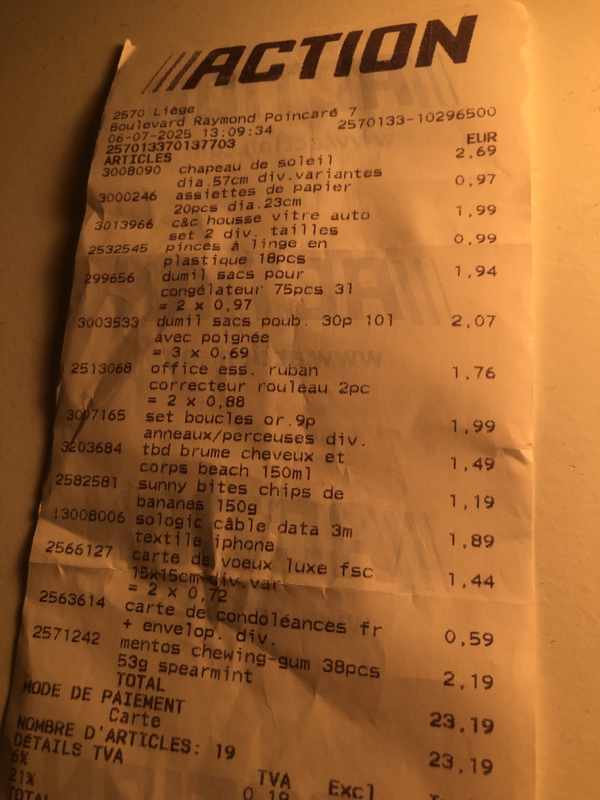 ///ACTION
2570 Liège
Boulevard Raymond Poincaré 7
06-07-2025 13:09:34 2570133-10296500
257013370137703
ARTICLES EUR
3008090 chapeau de soleil 2,69
dia.57cm div.variantes
3000246 assiettes de papier 0,97
20pcs dia.23cm
3013966 c&c housse vitre auto 1,99
set 2 div. tailles
2532545 pinces à linge en 0,99
plastique 18pcs
299656 dumil sacs pour 1,94
congélateur 75pcs 3l
= 2 x 0,97
3003533 dumil sacs poub. 30p 10l 2,07
avec poignée
= 3 x 0,69
2513068 office ess. ruban 1,76
correcteur rouleau 2pc
= 2 x 0,88
3007165 set boucles or.9p 1,99
anneaux/perceuses div.
3203684 tbd brume cheveux et 1,49
corps beach 150ml
2582581 sunny bites chips de 1,19
bananes 150g
13008006 sologic câble data 3m 1,89
textile iphone
2566127 carte de voeux luxe fsc 1,44
15x15cm div.var
= 2 x 0,72
2563614 carte de condoléances fr 0,59
+ envelop. div.
2571242 mentos chewing-gum 38pcs 2,19
53g spearmint
TOTAL 23,19
MODE DE PAIEMENT
Carte 23,19
NOMBRE D'ARTICLES: 19
DÉTAILS TVA TVA Excl
6% 0,19
21%
TOTAL